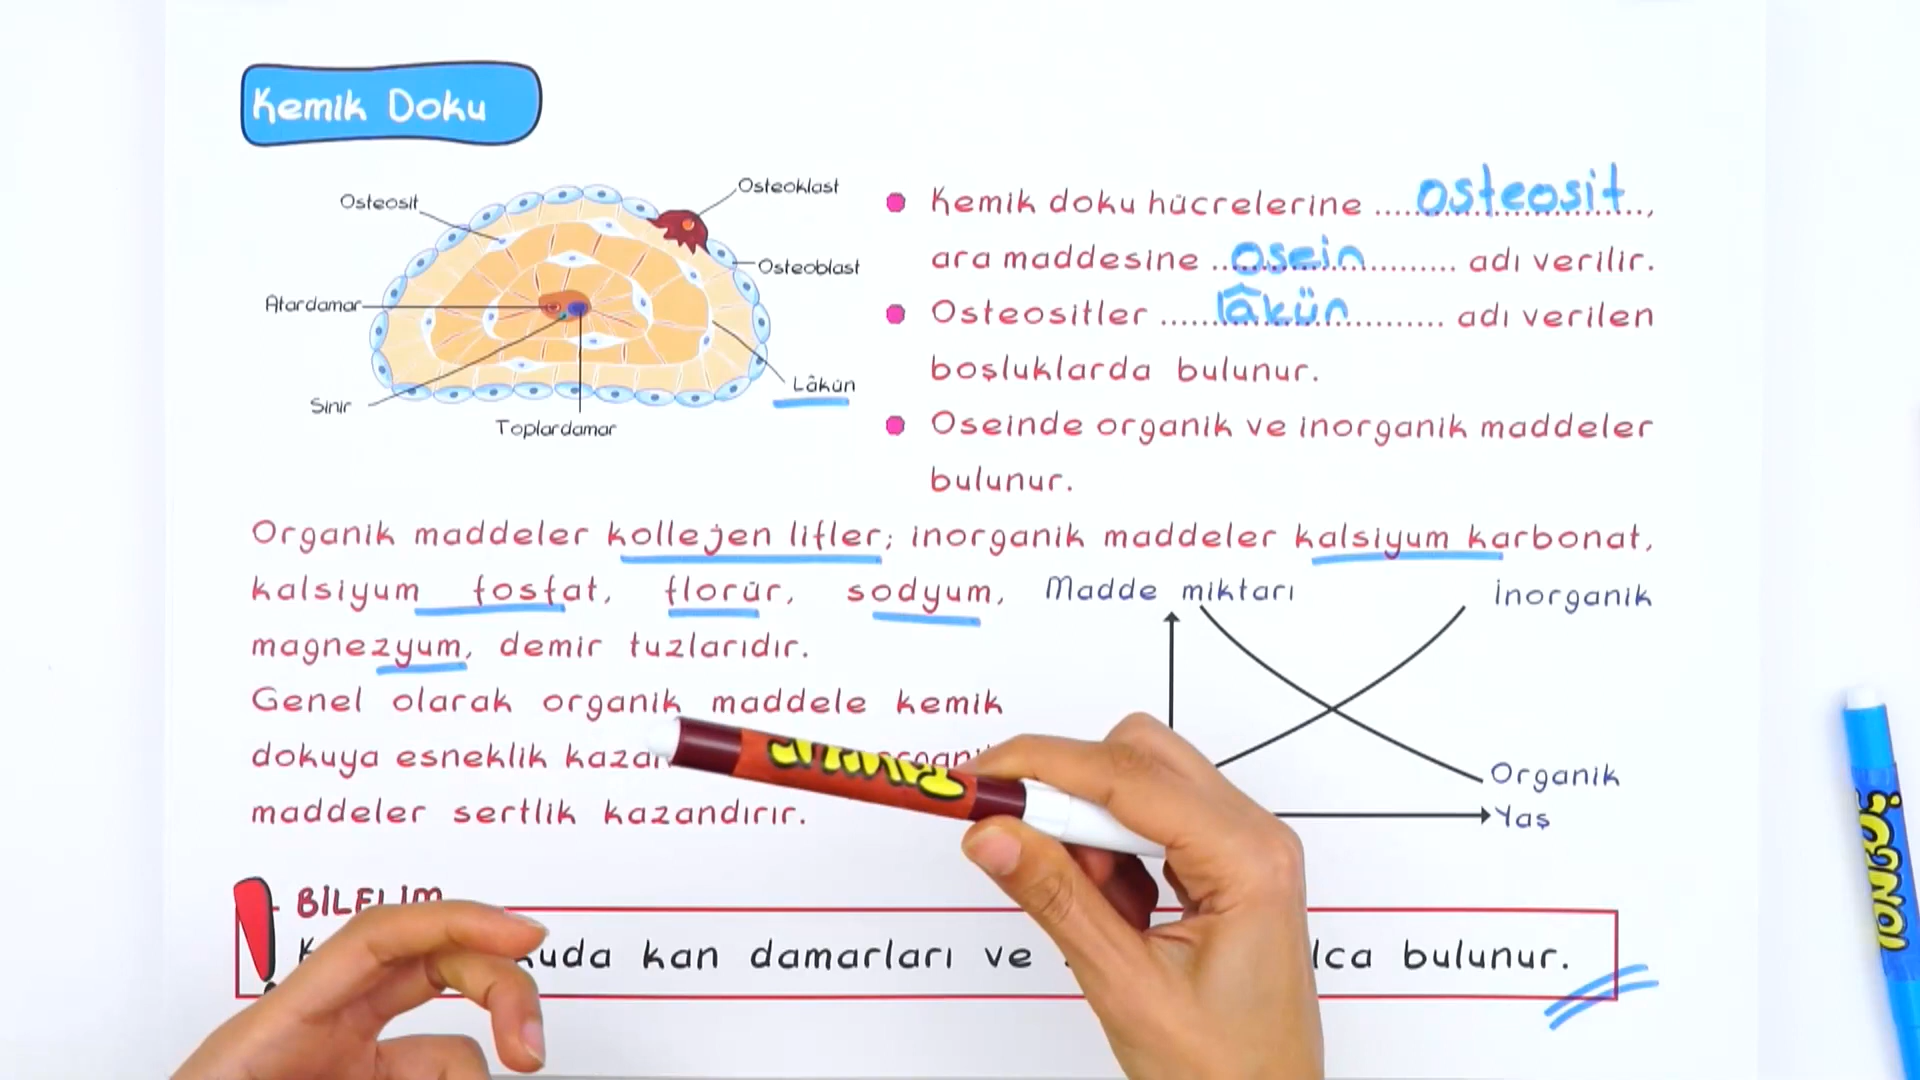 Kemik Doku
Osteosit
Osteoklast
Osteoblast
Atardamar
Lâkün
Sinir
Toplardamar
Kemik doku hücrelerine ..... osteosit .....,
ara maddesine ..... osein ..... adı verilir.
Osteositler ..... lâkün ..... adı verilen
boşluklarda bulunur.
Oseinde organik ve inorganik maddeler
bulunur.
Organik maddeler kollejen lifler; inorganik maddeler kalsiyum karbonat,
kalsiyum fosfat, florür, sodyum,
magnezyum, demir tuzlarıdır.
Genel olarak organik maddele kemik
dokuya esneklik
maddeler sertlik kazandırır.
Madde miktarı
İnorganik
Organik
Yaş
BİLELİM
kan damarları ve
bulunur.